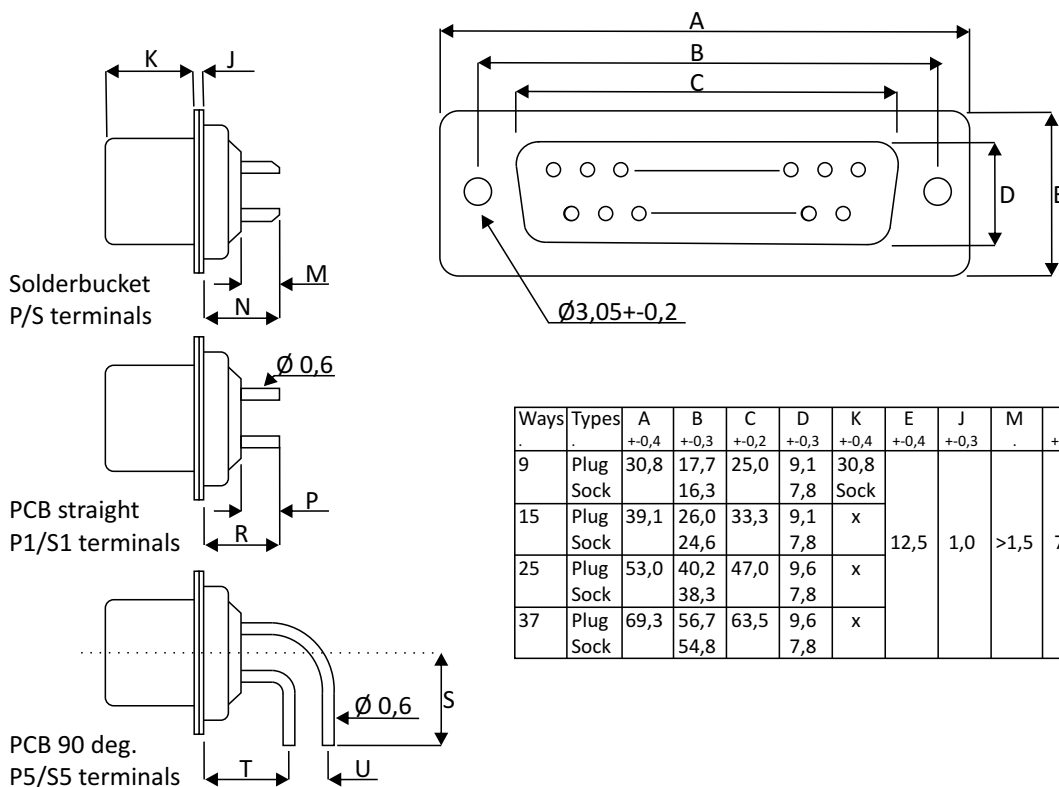 K
J
A
B
C
D
E
Solderbucket
P/S terminals
M
N
Ø3,05+-0,2
Ø 0,6
PCB straight
P1/S1 terminals
P
R
Ø 0,6
S
PCB 90 deg.
P5/S5 terminals
T
U
Ways Types A B C D K E J M
. . +-0,4 +-0,3 +-0,2 +-0,3 +-0,4 +-0,4 +-0,3 . +
9 Plug 30,8 17,7 25,0 9,1 30,8
Sock 16,3 7,8 Sock
15 Plug 39,1 26,0 33,3 9,1 x
Sock 24,6 7,8 12,5 1,0 >1,5 7
25 Plug 53,0 40,2 47,0 9,6 x
Sock 38,3 7,8
37 Plug 69,3 56,7 63,5 9,6 x
Sock 54,8 7,8